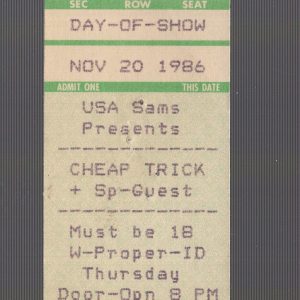 SEC ROW SEAT
DAY-OF-SHOW
NOV 20 1986
ADMIT ONE THIS DATE
USA Sams
Presents
CHEAP TRICK
+ Sp-Guest
Must be 18
W-Proper-ID
Thursday
Door-Opn 8 PM